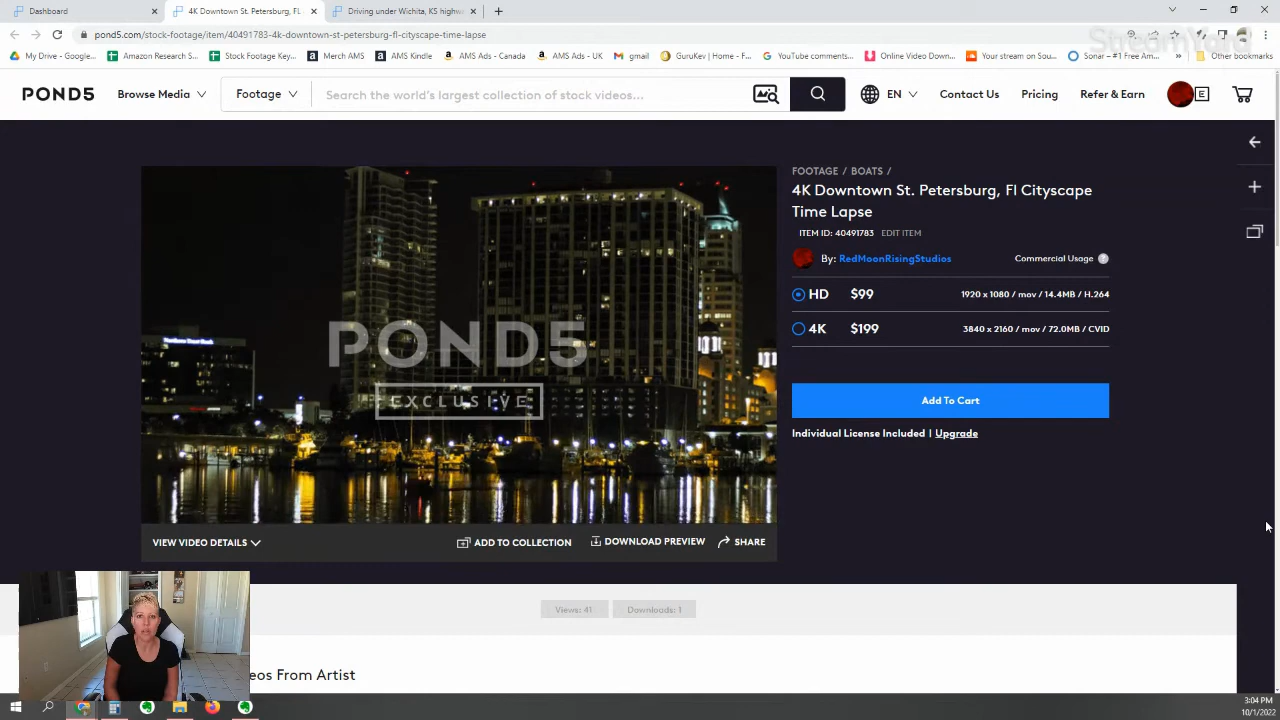 Dashboard
4K Downtown St. Petersburg, FL
Driving under Wichita, KS highw
StreamYard
pond5.com/stock-footage/item/40491783-4k-downtown-st-petersburg-fl-cityscape-time-lapse
My Drive - Goo...
Amazon Research S...
Stock Footage Key...
Merch AMS
AMS Kindle
AMS Ads - Canada
AMS Ads - UK
gmail
GuruKey | Home - F...
YouTube comments...
Online Video Down...
Your stream on Sou...
Sonar – #1 Free Am...
Other bookmarks
POND5
Browse Media
Footage
Search the world's largest collection of stock videos...
EN
Contact Us
Pricing
Refer & Earn
E
FOOTAGE / BOATS /
4K Downtown St. Petersburg, Fl Cityscape
Time Lapse
ITEM ID: 40491783 EDIT ITEM
By: RedMoonRisingStudios
Commercial Usage ?
HD $99 1920 x 1080 / mov / 14.4MB / H.264
4K $199 3840 x 2160 / mov / 72.0MB / CVID
Add To Cart
Individual License Included | Upgrade
POND5
EXCLUSIVE
VIEW VIDEO DETAILS
ADD TO COLLECTION
DOWNLOAD PREVIEW
SHARE
Views: 41
Downloads: 1
eos From Artist
3:04 PM
10/1/2022